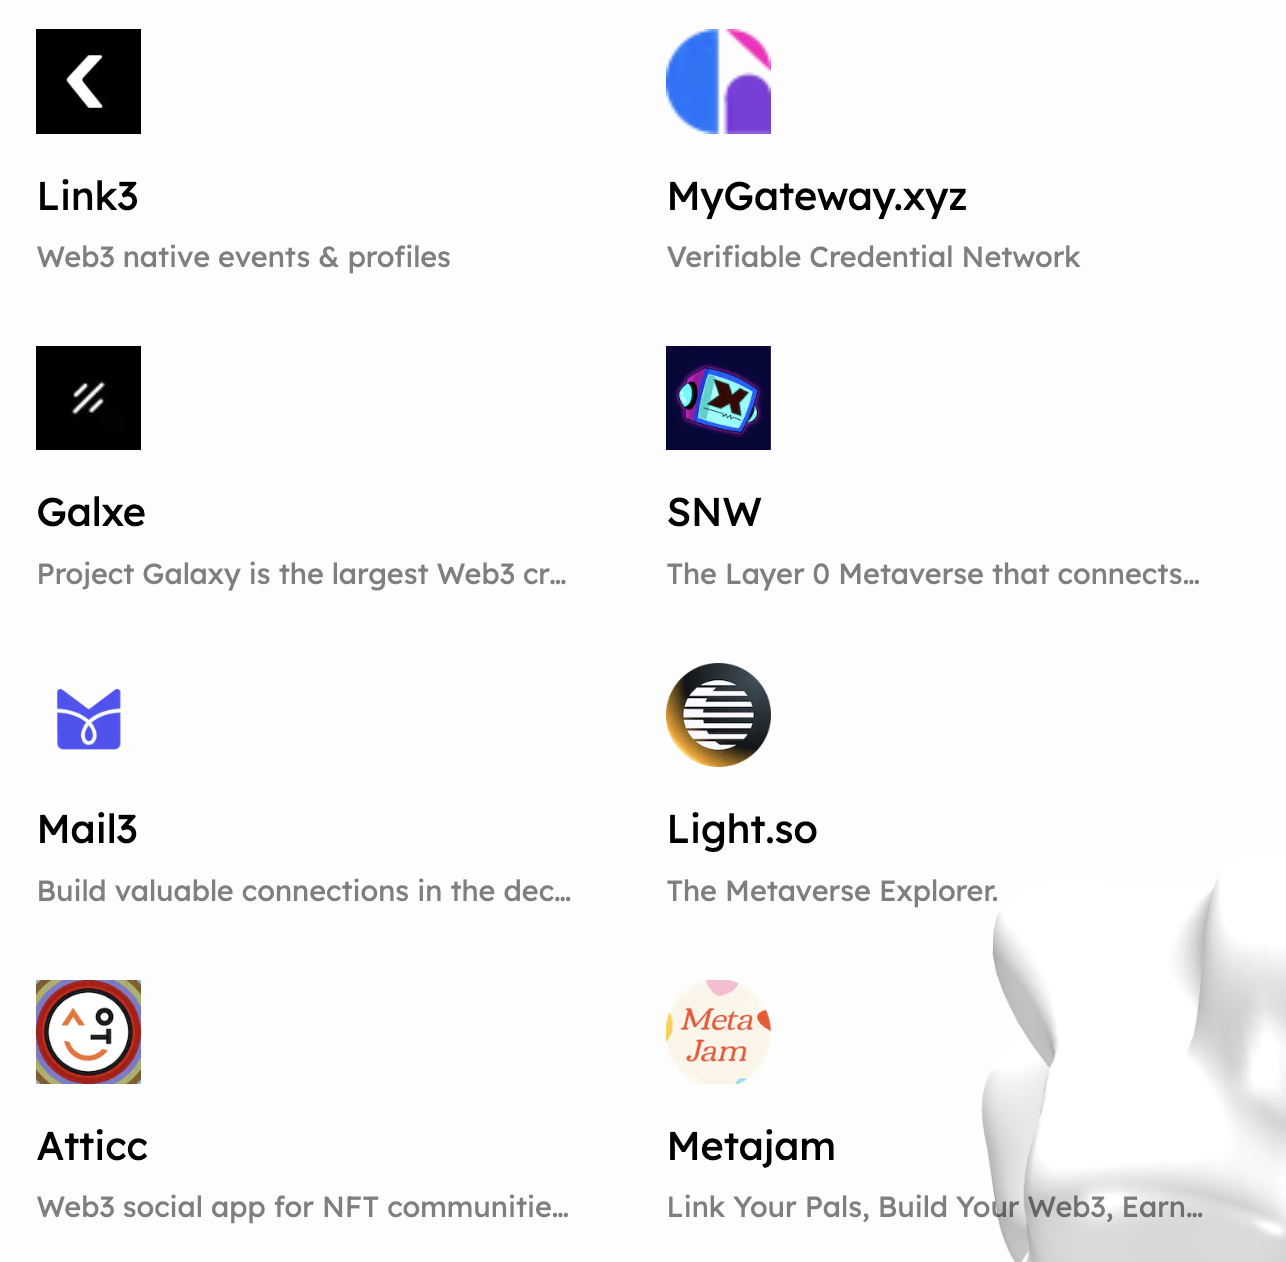 Link3
Web3 native events & profiles
MyGateway.xyz
Verifiable Credential Network
Galxe
Project Galaxy is the largest Web3 cr...
SNW
The Layer 0 Metaverse that connects...
Mail3
Build valuable connections in the dec...
Light.so
The Metaverse Explorer.
Atticc
Web3 social app for NFT communitie...
Meta
Jam
Metajam
Link Your Pals, Build Your Web3, Earn...